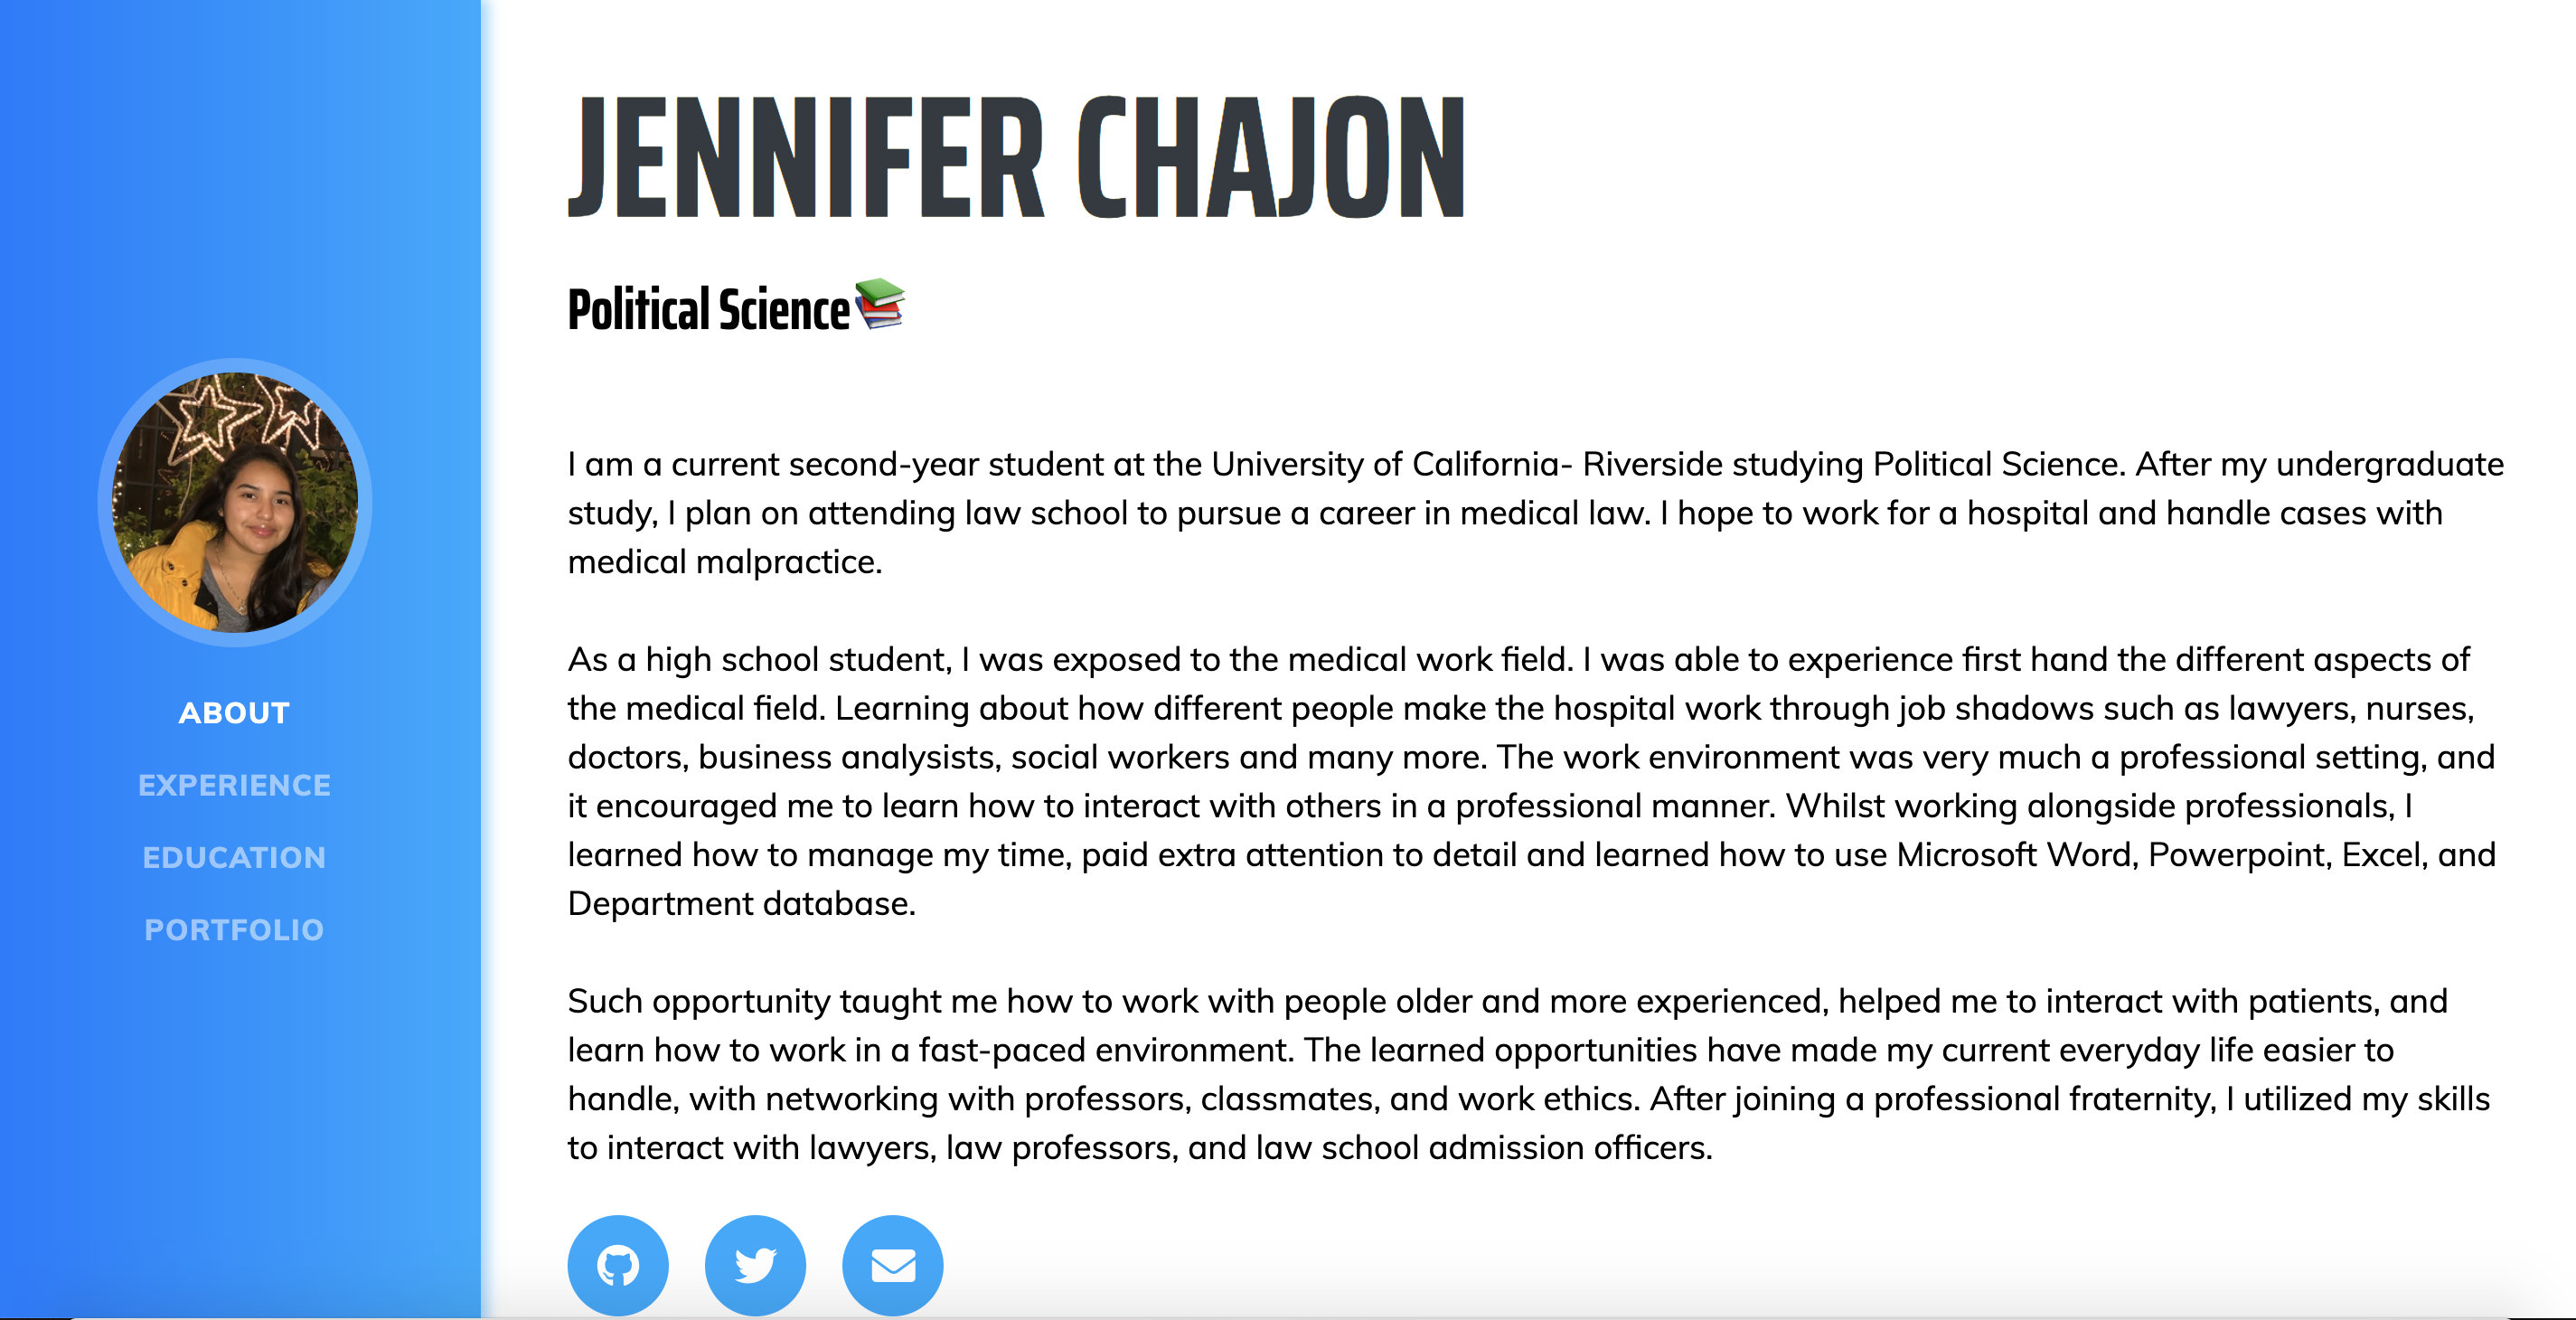 JENNIFER CHAJON
Political Science📚
I am a current second-year student at the University of California- Riverside studying Political Science. After my undergraduate
study, I plan on attending law school to pursue a career in medical law. I hope to work for a hospital and handle cases with
medical malpractice.
As a high school student, I was exposed to the medical work field. I was able to experience first hand the different aspects of
the medical field. Learning about how different people make the hospital work through job shadows such as lawyers, nurses,
doctors, business analysists, social workers and many more. The work environment was very much a professional setting, and
it encouraged me to learn how to interact with others in a professional manner. Whilst working alongside professionals, I
learned how to manage my time, paid extra attention to detail and learned how to use Microsoft Word, Powerpoint, Excel, and
Department database.
Such opportunity taught me how to work with people older and more experienced, helped me to interact with patients, and
learn how to work in a fast-paced environment. The learned opportunities have made my current everyday life easier to
handle, with networking with professors, classmates, and work ethics. After joining a professional fraternity, I utilized my skills
to interact with lawyers, law professors, and law school admission officers.
ABOUT
EXPERIENCE
EDUCATION
PORTFOLIO